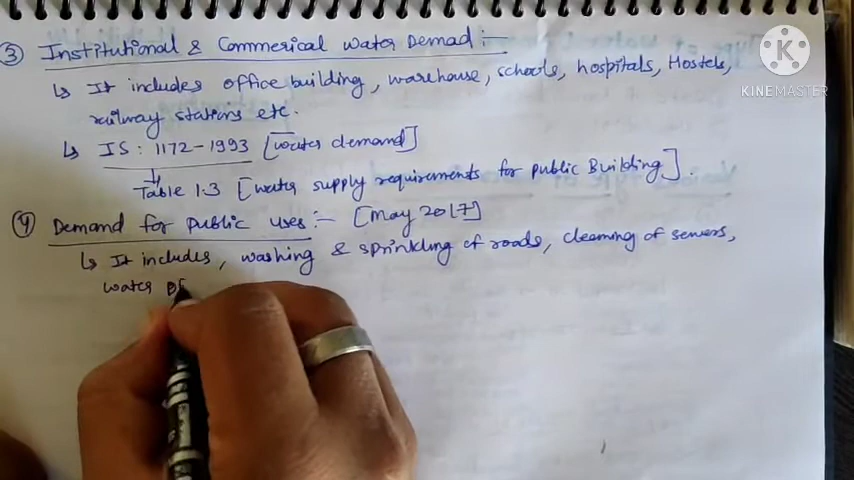 ③ Institutional & Commerical Water Demad :-
↳ It includes office building, warehouse, schools, hospitals, Hostels,
railway stations etc.
↳ IS: 1172-1993 [water demand]
↓
Table 1.3 [water supply requirements for public Building].
④ Demand for public uses :- [May 2017]
↳ It includes, washing & sprinkling of roads, cleaming of sewers,
water
KINEMASTER